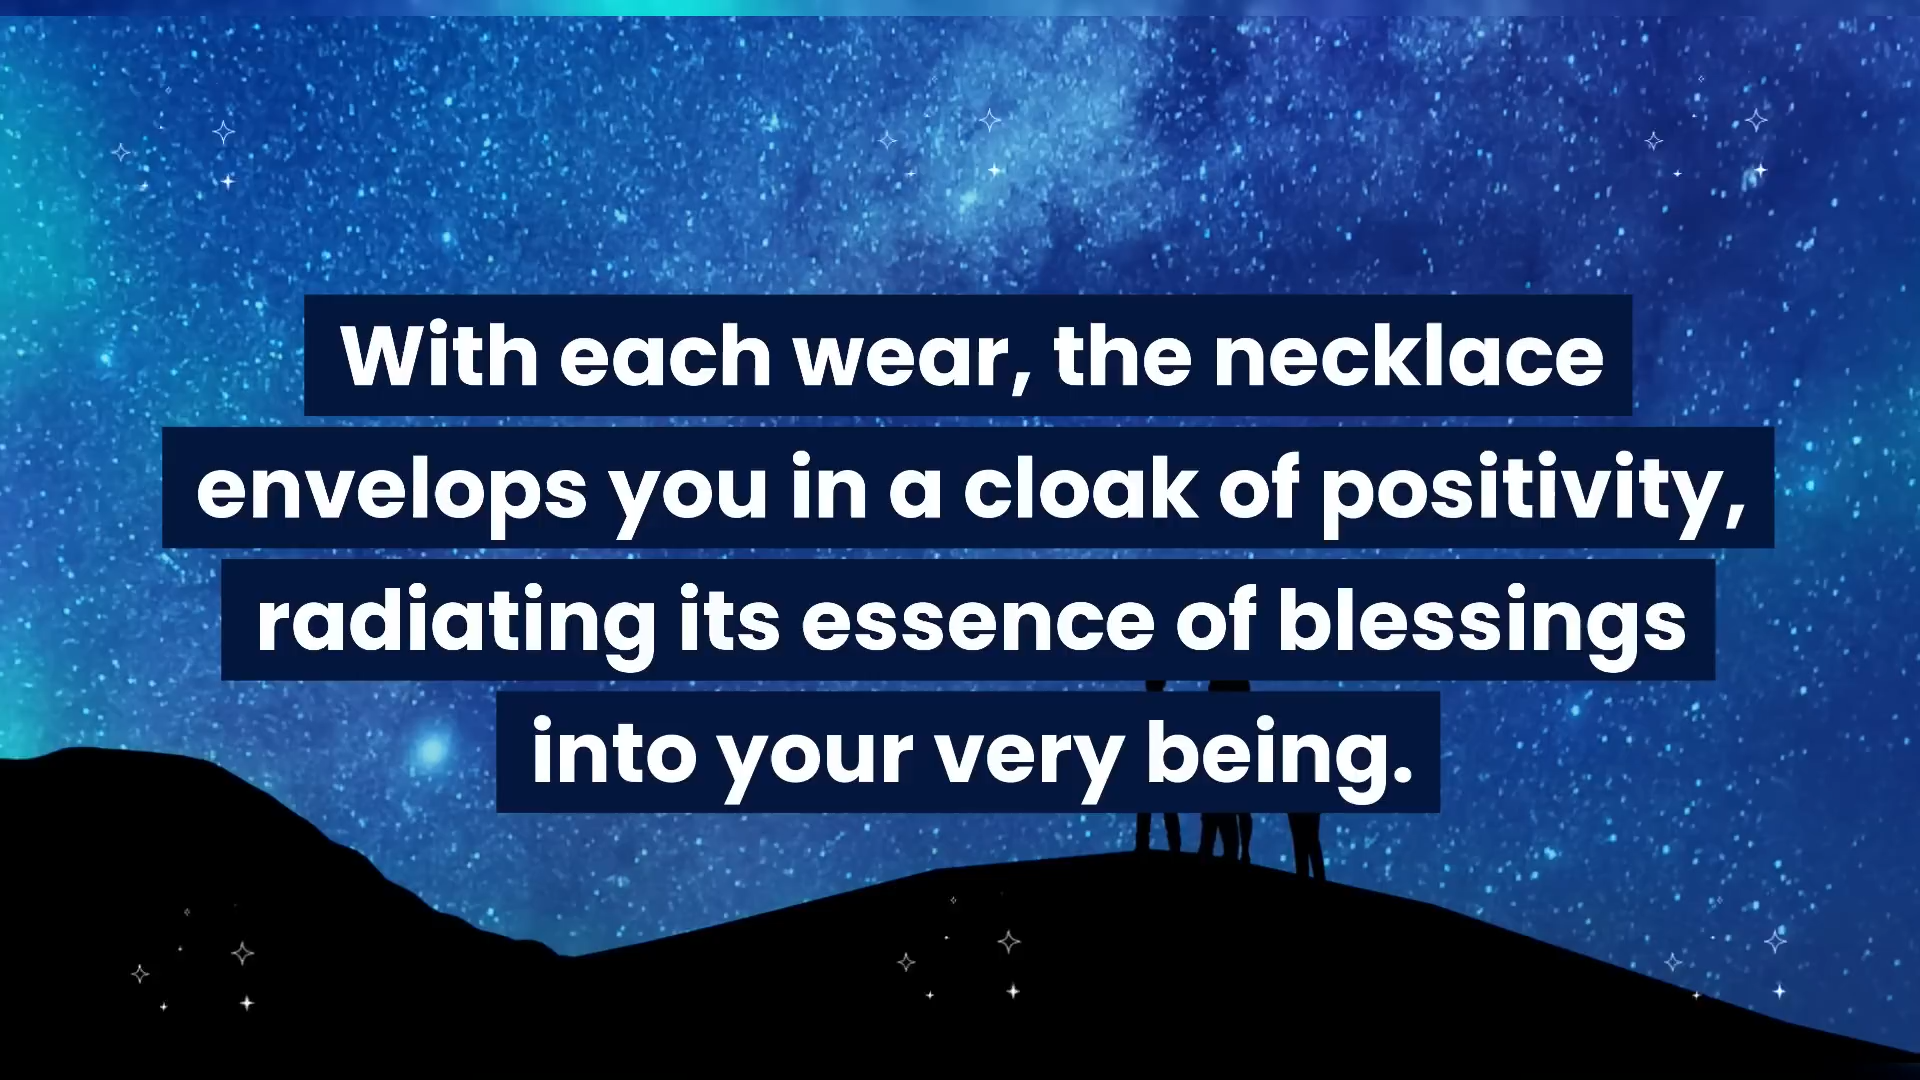 With each wear, the necklace
envelops you in a cloak of positivity,
radiating its essence of blessings
into your very being.